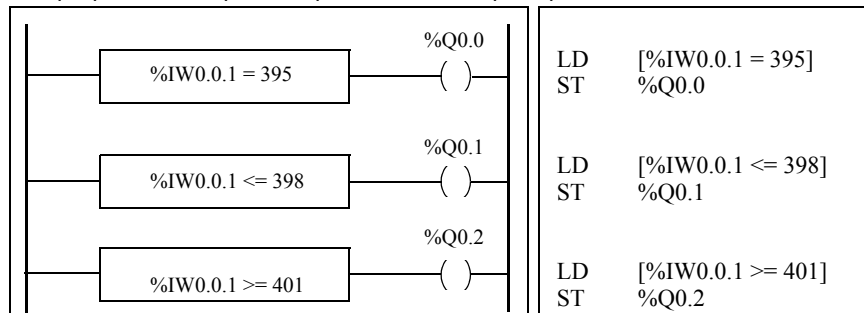 %Q0.0
%IW0.0.1 = 395
( )
%Q0.1
%IW0.0.1 <= 398
( )
%Q0.2
%IW0.0.1 >= 401
( )
LD [%IW0.0.1 = 395]
ST %Q0.0
LD [%IW0.0.1 <= 398]
ST %Q0.1
LD [%IW0.0.1 >= 401]
ST %Q0.2